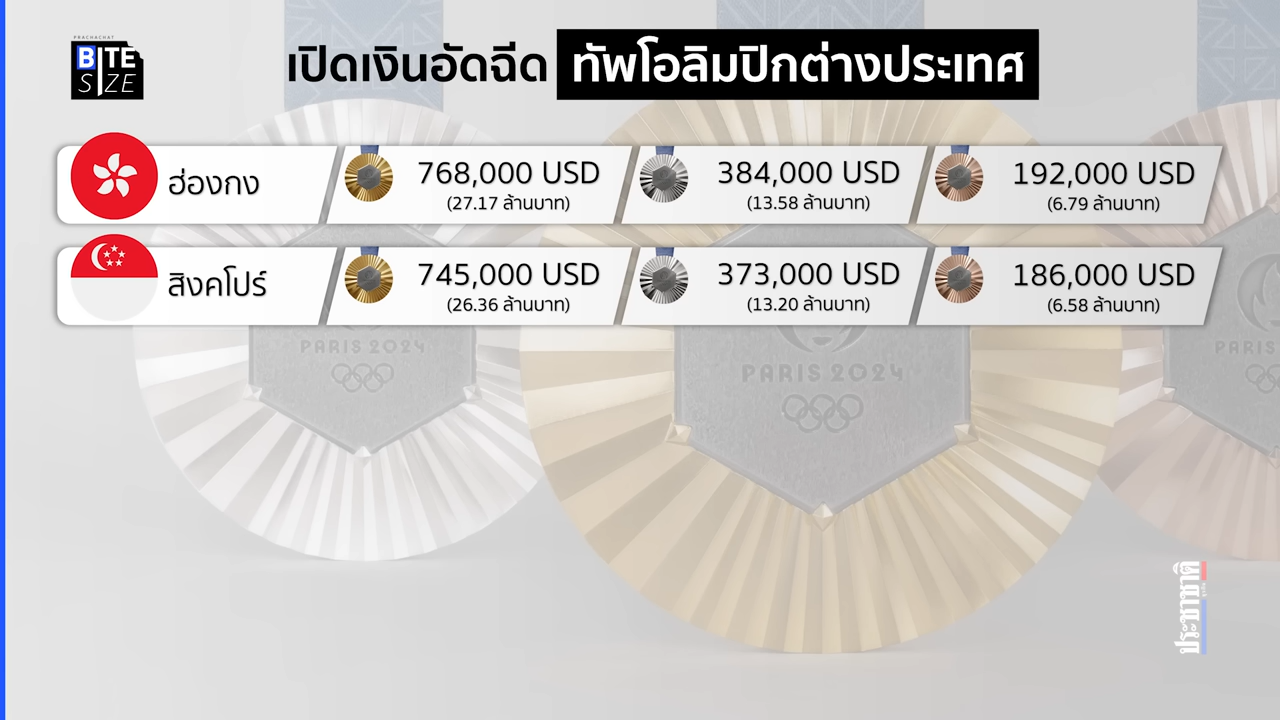 PRACHACHAT
BITE
SIZE
เปิดเงินอัดฉีด ทัพโอลิมปิกต่างประเทศ
ฮ่องกง
768,000 USD
(27.17 ล้านบาท)
384,000 USD
(13.58 ล้านบาท)
192,000 USD
(6.79 ล้านบาท)
สิงคโปร์
745,000 USD
(26.36 ล้านบาท)
373,000 USD
(13.20 ล้านบาท)
186,000 USD
(6.58 ล้านบาท)
PARIS 2024
PARIS 2024
PARIS
ประชาชาติ